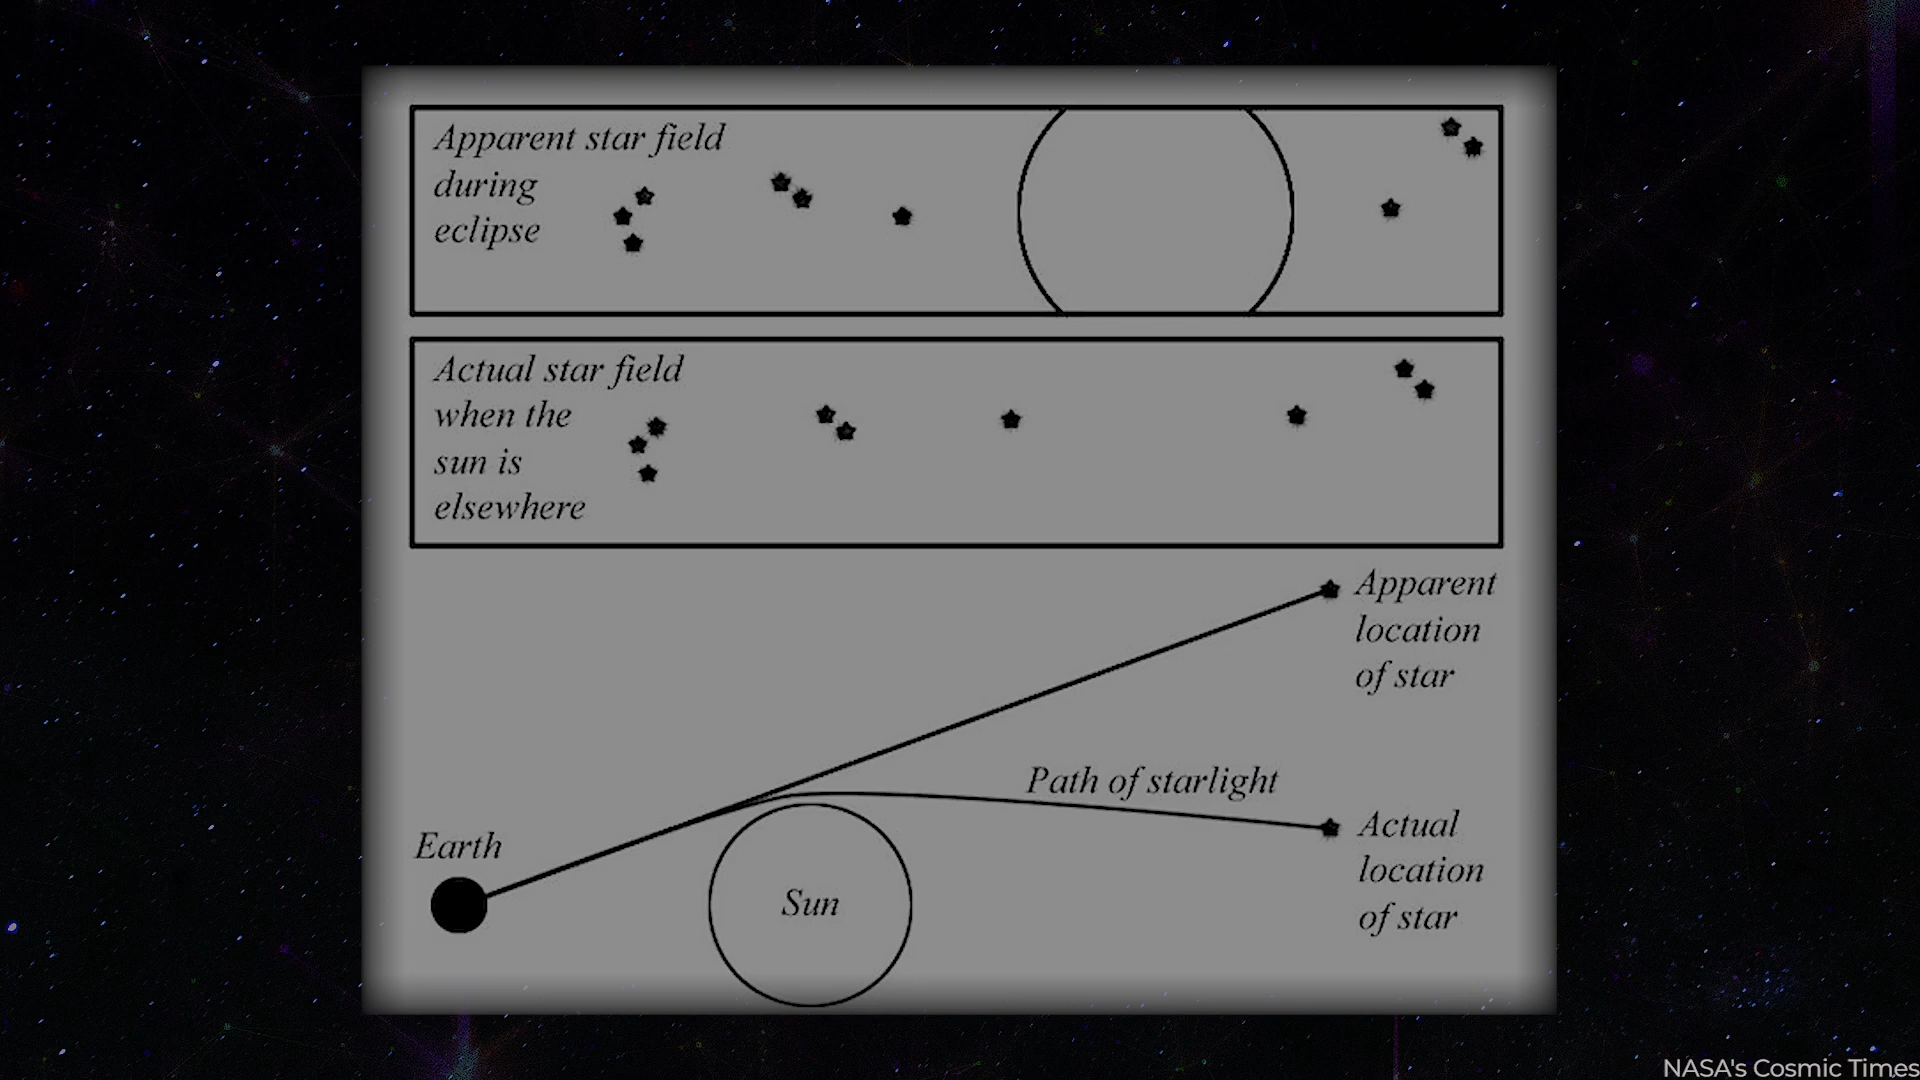 Apparent star field
during
eclipse
Actual star field
when the
sun is
elsewhere
Apparent
location
of star
Path of starlight
Earth
Sun
Actual
location
of star
NASA's Cosmic Times